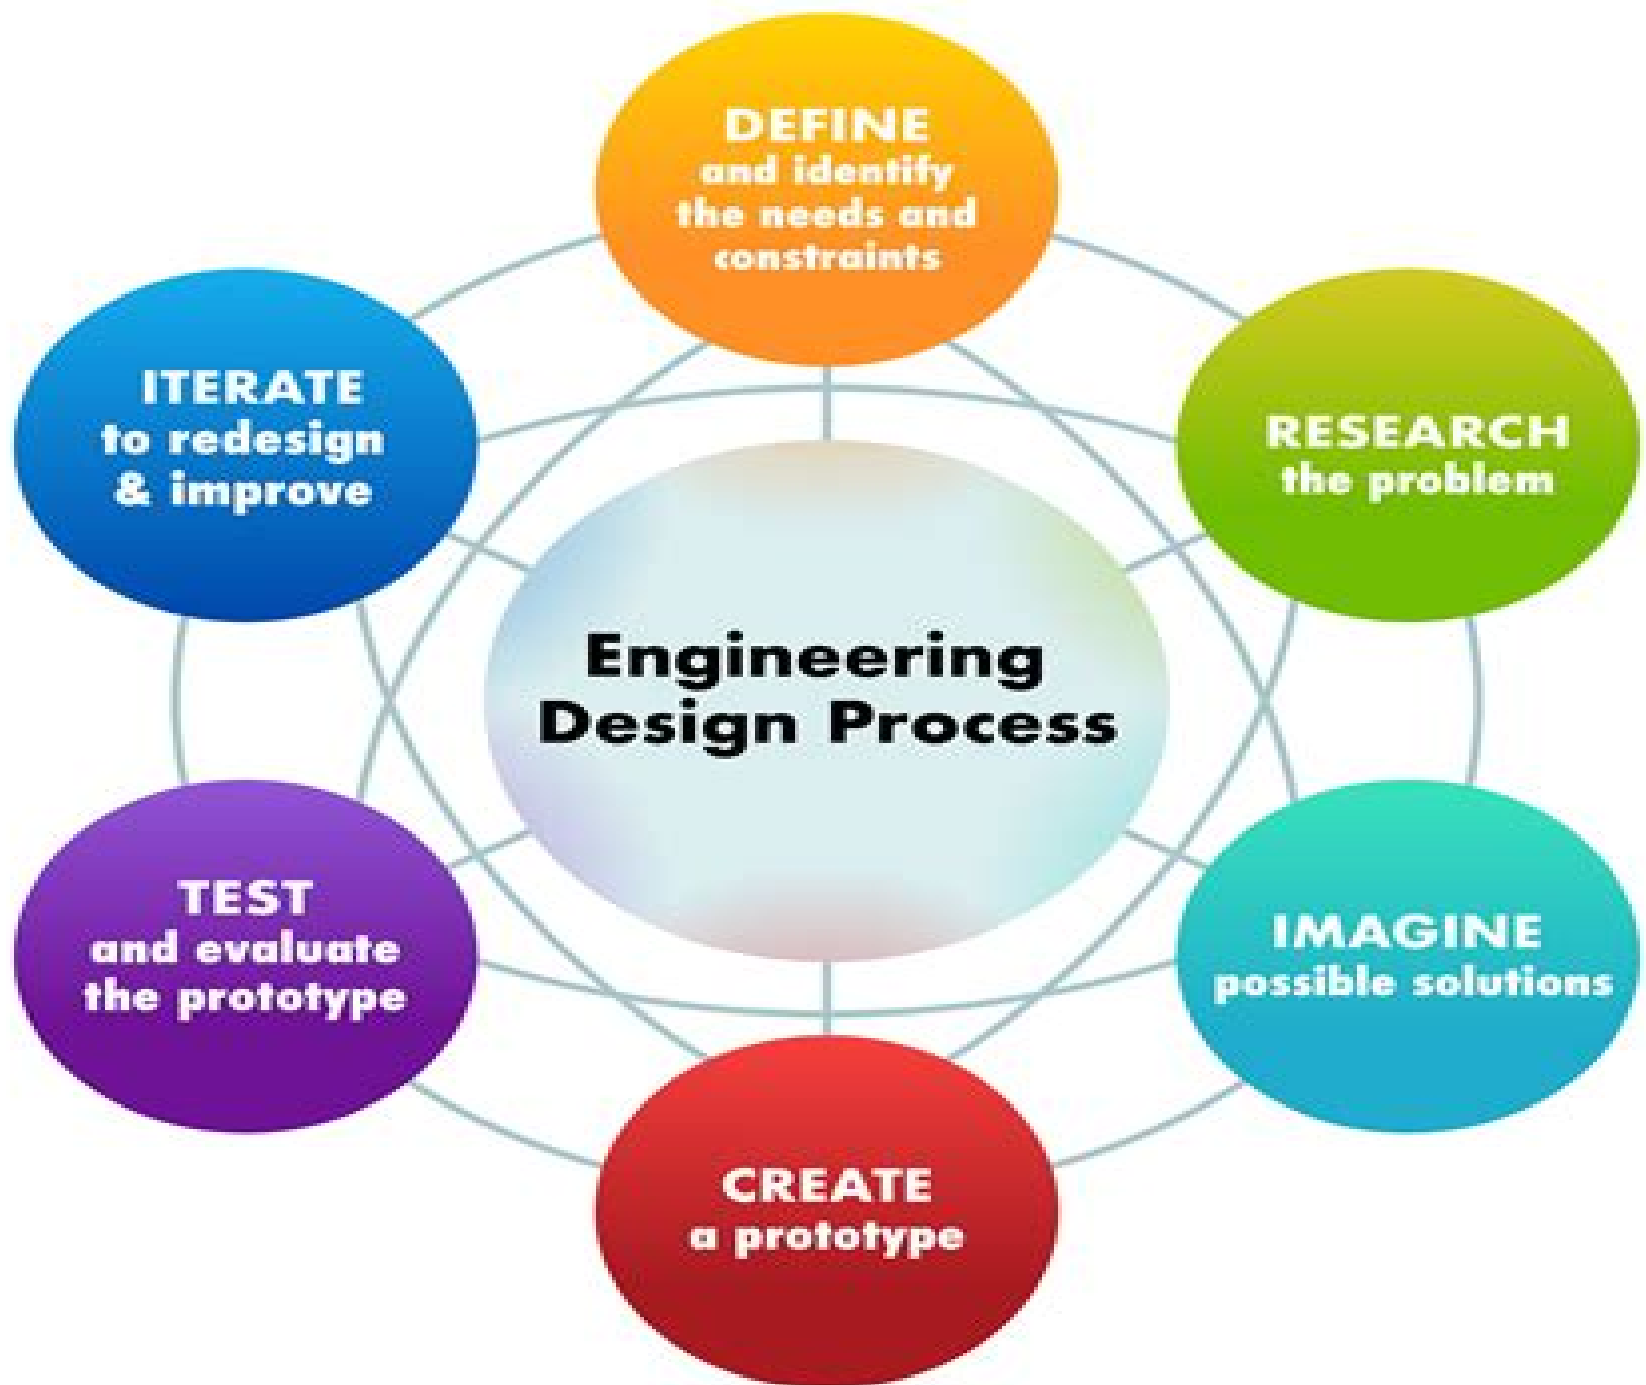 DEFINE
and identify
the needs and
constraints
RESEARCH
the problem
IMAGINE
possible solutions
CREATE
a prototype
TEST
and evaluate
the prototype
ITERATE
to redesign
& improve
Engineering
Design Process